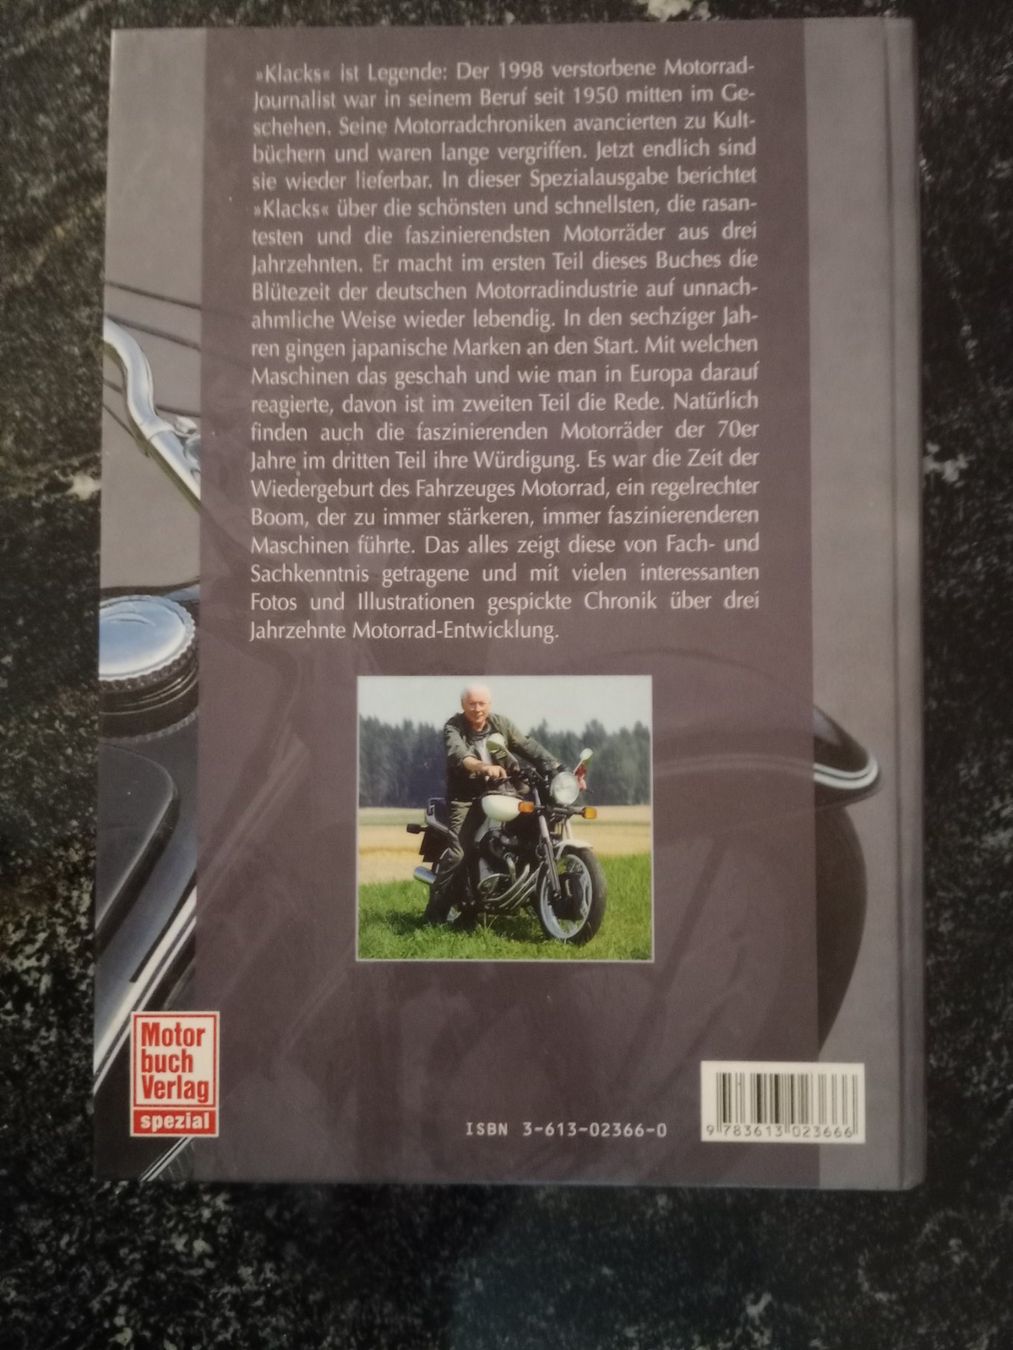 »Klacks« ist Legende: Der 1998 verstorbene Motorrad-
Journalist war in seinem Beruf seit 1950 mitten im Ge-
schehen. Seine Motorradchroniken avancierten zu Kult-
büchern und waren lange vergriffen. Jetzt endlich sind
sie wieder lieferbar. In dieser Spezialausgabe berichtet
»Klacks« über die schönsten und schnellsten, die rasan-
testen und die faszinierendsten Motorräder aus drei
Jahrzehnten. Er macht im ersten Teil dieses Buches die
Blütezeit der deutschen Motorradindustrie auf unnach-
ahmliche Weise wieder lebendig. In den sechziger Jah-
ren gingen japanische Marken an den Start. Mit welchen
Maschinen das geschah und wie man in Europa darauf
reagierte, davon ist im zweiten Teil die Rede. Natürlich
finden auch die faszinierenden Motorräder der 70er
Jahre im dritten Teil ihre Würdigung. Es war die Zeit der
Wiedergeburt des Fahrzeuges Motorrad, ein regelrechter
Boom, der zu immer stärkeren, immer faszinierenderen
Maschinen führte. Das alles zeigt diese von Fach- und
Sachkenntnis getragene und mit vielen interessanten
Fotos und Illustrationen gespickte Chronik über drei
Jahrzehnte Motorrad-Entwicklung.
Motor
buch
Verlag
spezial
ISBN 3-613-02366-0
9 783613 023666